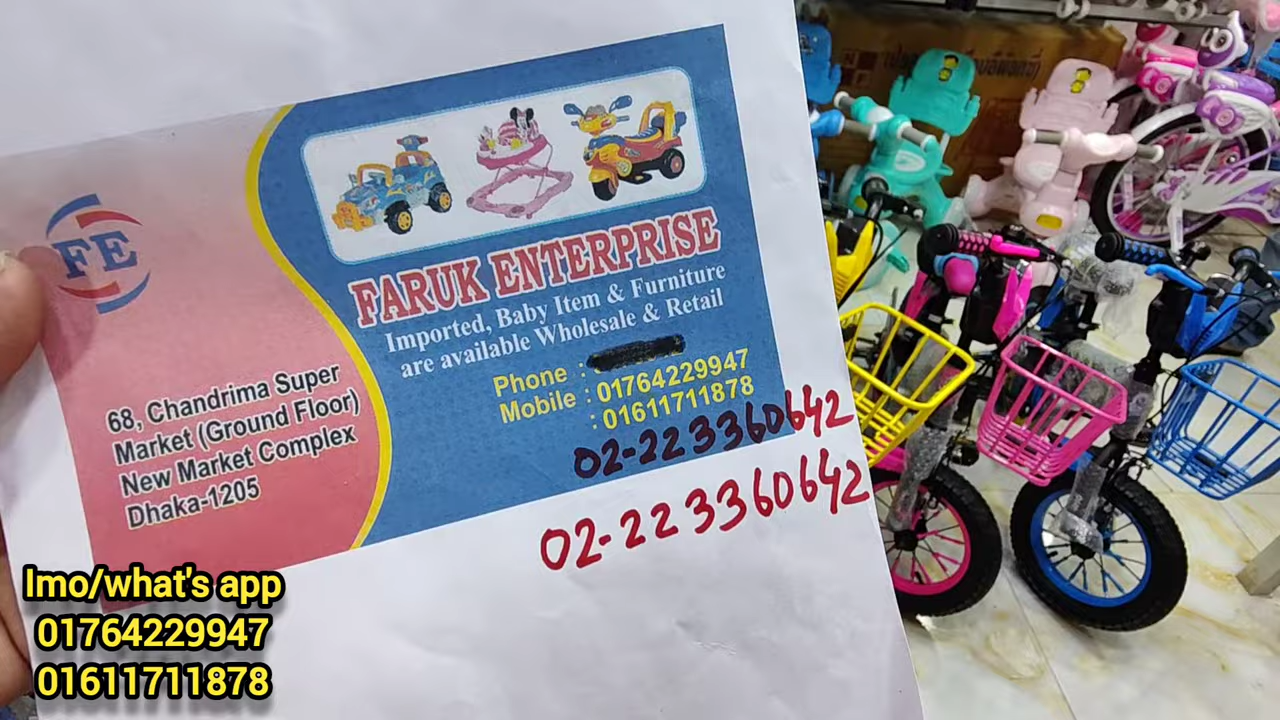 FE
FARUK ENTERPRISE
Imported, Baby Item & Furniture
are available Wholesale & Retail
Phone :
Mobile : 01764229947
: 01611711878
02-223360642
02-223360642
68, Chandrima Super
Market (Ground Floor)
New Market Complex
Dhaka-1205
Imo/what's app
01764229947
01611711878